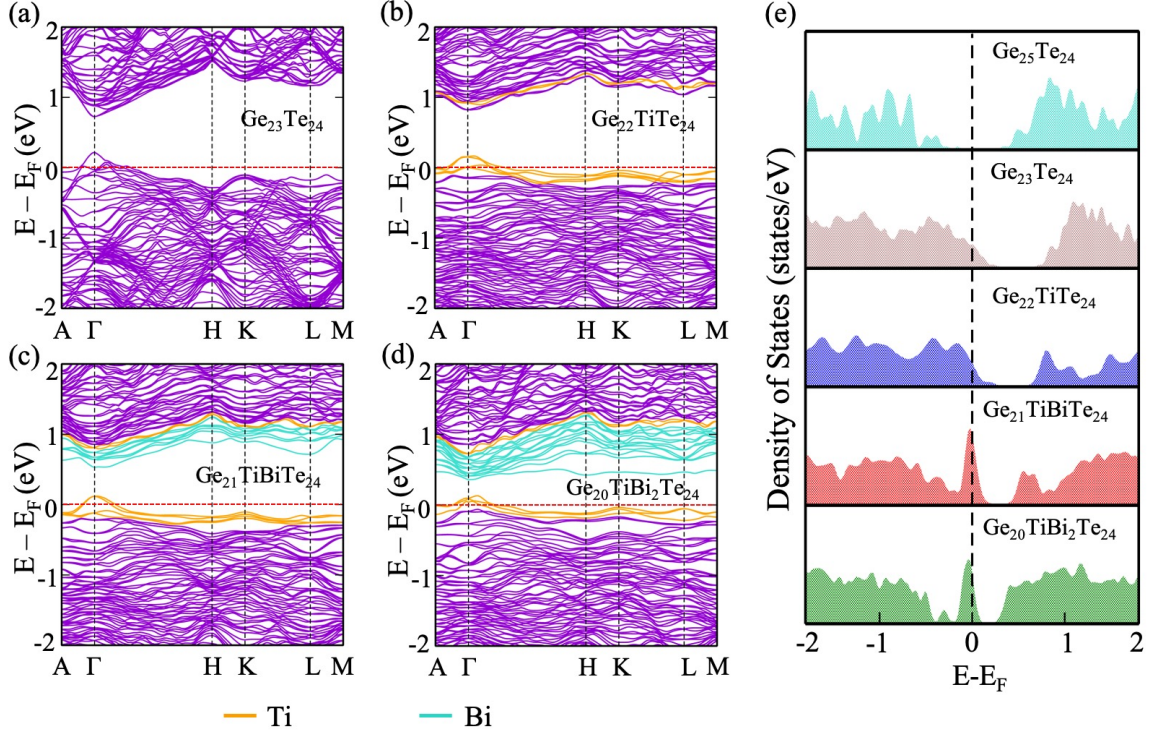 (a)
2
1
0
-1
-2
E – E_F (eV)
Ge₂₃Te₂₄
A Γ H K L M
(b)
2
1
0
-1
-2
E – E_F (eV)
Ge₂₂TiTe₂₄
A Γ H K L M
(c)
2
1
0
-1
-2
E – E_F (eV)
Ge₂₁TiBiTe₂₄
A Γ H K L M
(d)
2
1
0
-1
-2
E – E_F (eV)
Ge₂₀TiBi₂Te₂₄
A Γ H K L M
Ti Bi
(e)
Density of States (states/eV)
Ge₂₅Te₂₄
Ge₂₃Te₂₄
Ge₂₂TiTe₂₄
Ge₂₁TiBiTe₂₄
Ge₂₀TiBi₂Te₂₄
-2 -1 0 1 2
E-E_F